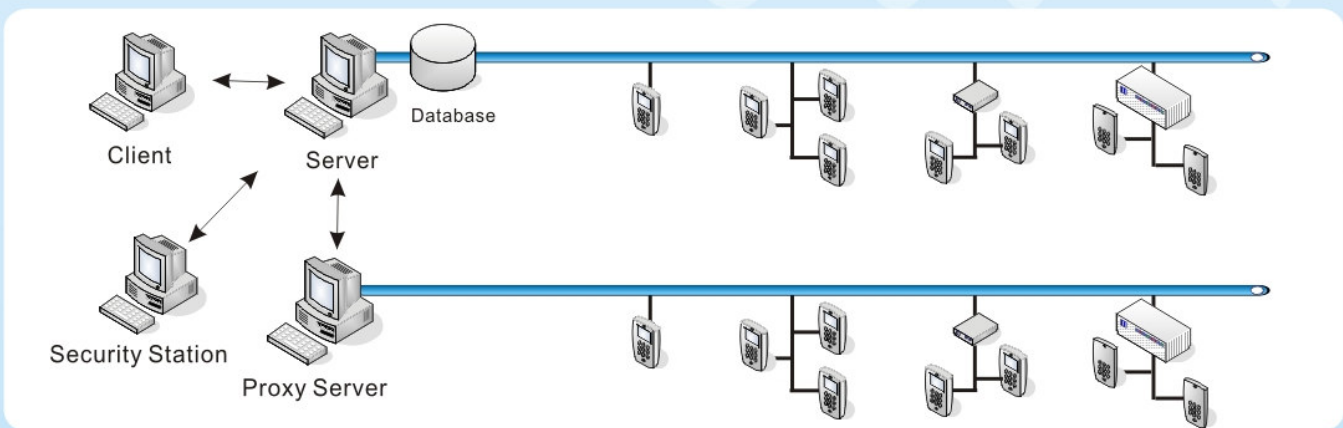 Database
Client
Server
Security Station
Proxy Server